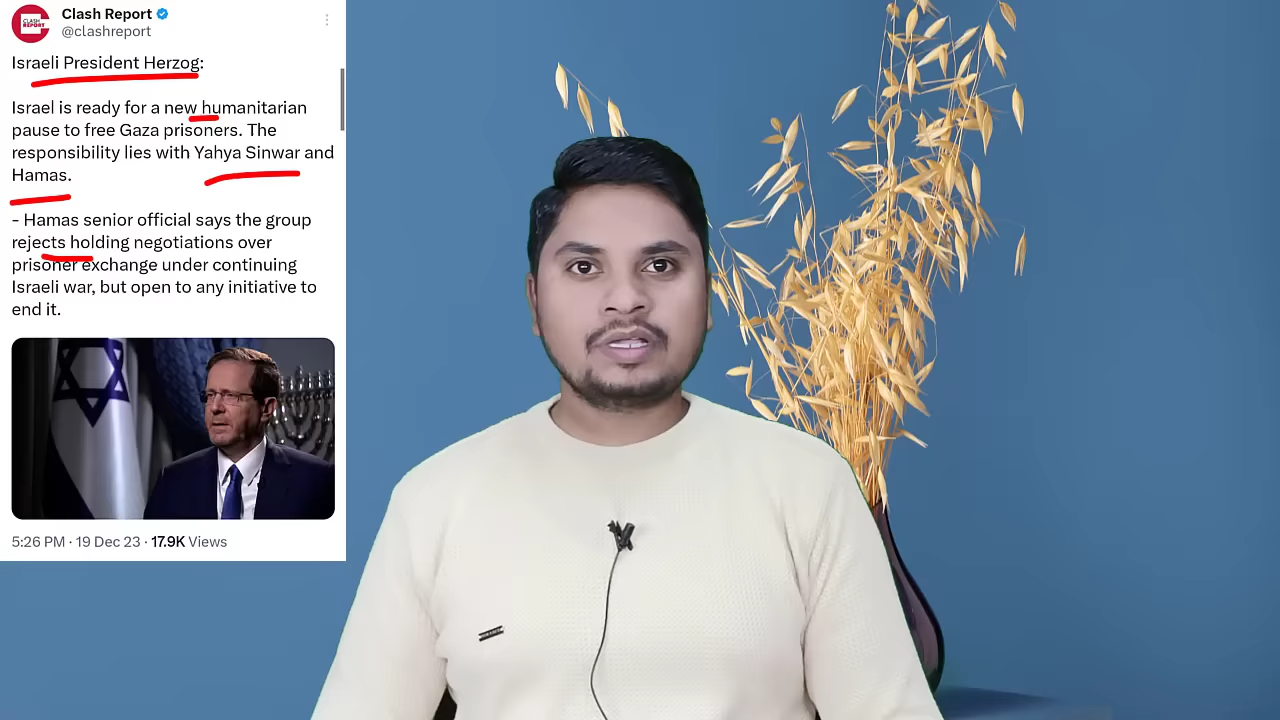 Clash Report
@clashreport
Israeli President Herzog:
Israel is ready for a new humanitarian
pause to free Gaza prisoners. The
responsibility lies with Yahya Sinwar and
Hamas.
- Hamas senior official says the group
rejects holding negotiations over
prisoner exchange under continuing
Israeli war, but open to any initiative to
end it.
5:26 PM · 19 Dec 23 · 17.9K Views
CLASH
REPORT